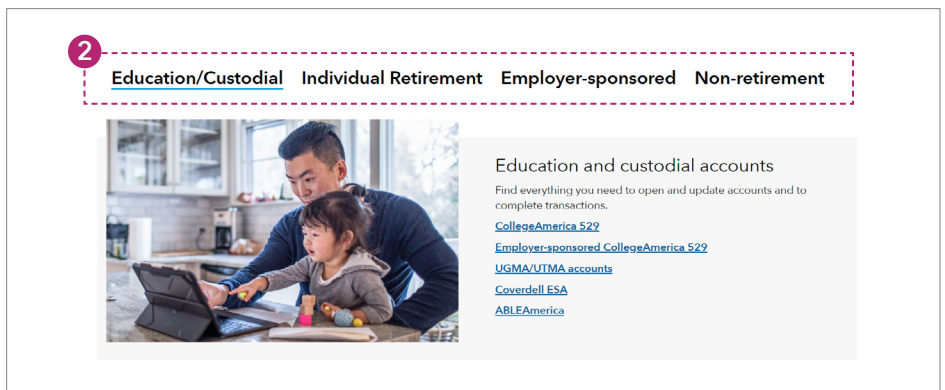 2
Education/Custodial Individual Retirement Employer-sponsored Non-retirement
Education and custodial accounts
Find everything you need to open and update accounts and to
complete transactions.
CollegeAmerica 529
Employer-sponsored CollegeAmerica 529
UGMA/UTMA accounts
Coverdell ESA
ABLEAmerica